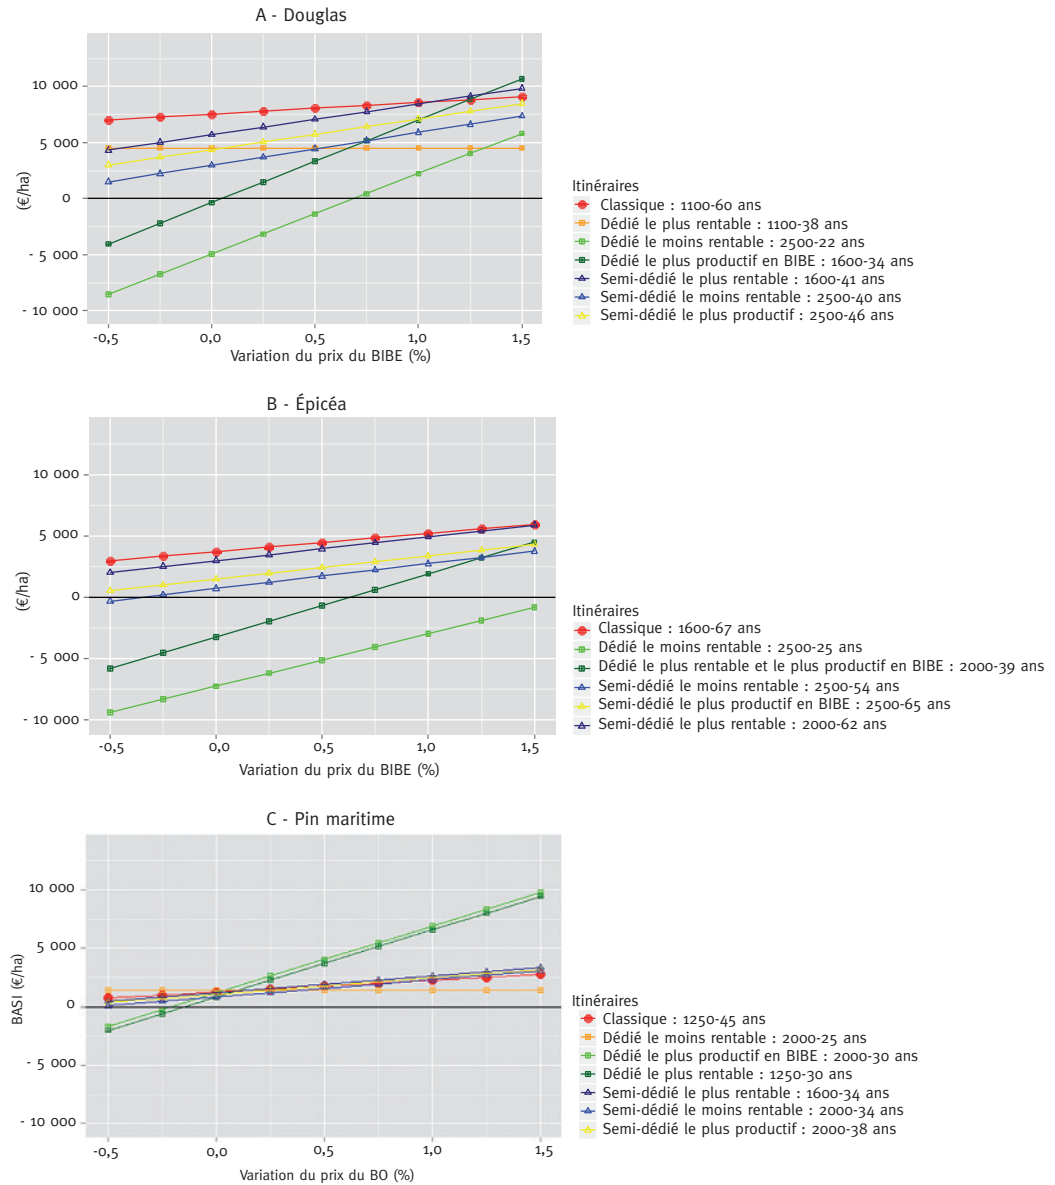 A - Douglas
10 000
5 000
0
- 5 000
- 10 000
(€/ha)
-0,5 0,0 0,5 1,0 1,5
Variation du prix du BIBE (%)
Itinéraires
Classique : 1100-60 ans
Dédié le plus rentable : 1100-38 ans
Dédié le moins rentable : 2500-22 ans
Dédié le plus productif en BIBE : 1600-34 ans
Semi-dédié le plus rentable : 1600-41 ans
Semi-dédié le moins rentable : 2500-40 ans
Semi-dédié le plus productif : 2500-46 ans
B - Épicéa
10 000
5 000
0
- 5 000
- 10 000
(€/ha)
-0,5 0,0 0,5 1,0 1,5
Variation du prix du BIBE (%)
Itinéraires
Classique : 1600-67 ans
Dédié le moins rentable : 2500-25 ans
Dédié le plus rentable et le plus productif en BIBE : 2000-39 ans
Semi-dédié le moins rentable : 2500-54 ans
Semi-dédié le plus productif en BIBE : 2500-65 ans
Semi-dédié le plus rentable : 2000-62 ans
C - Pin maritime
10 000
5 000
0
- 5 000
- 10 000
BASI (€/ha)
-0,5 0,0 0,5 1,0 1,5
Variation du prix du BO (%)
Itinéraires
Classique : 1250-45 ans
Dédié le moins rentable : 2000-25 ans
Dédié le plus productif en BIBE : 2000-30 ans
Dédié le plus rentable : 1250-30 ans
Semi-dédié le plus rentable : 1600-34 ans
Semi-dédié le moins rentable : 2000-34 ans
Semi-dédié le plus productif : 2000-38 ans